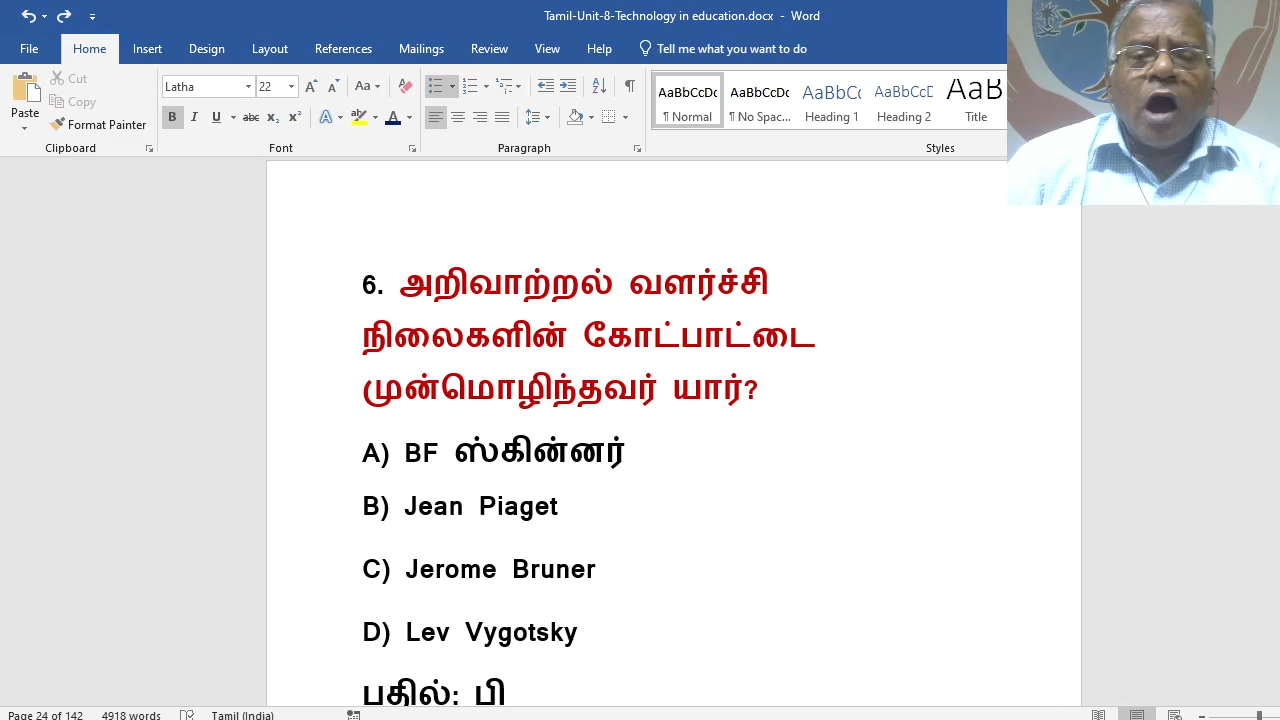 Tamil-Unit-8-Technology in education.docx - Word
File Home Insert Design Layout References Mailings Review View Help Tell me what you want to do
Paste
Cut
Copy
Format Painter
Clipboard
Latha 22
Font
Paragraph
AaBbCcDc AaBbCcDc AaBbCc AaBbCcD AaB
¶ Normal ¶ No Spac... Heading 1 Heading 2 Title
Styles
6. அறிவாற்றல் வளர்ச்சி
நிலைகளின் கோட்பாட்டை
முன்மொழிந்தவர் யார்?
A) BF ஸ்கின்னர்
B) Jean Piaget
C) Jerome Bruner
D) Lev Vygotsky
பதில்: பி
Page 24 of 142 4918 words Tamil (India)